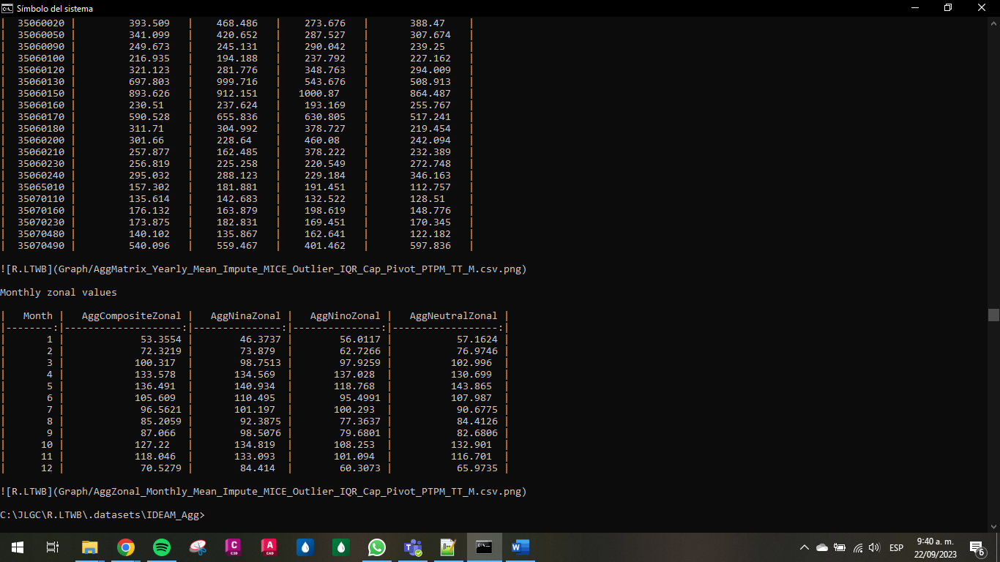 Símbolo del sistema
| 35060020 | 393.509 | 468.486 | 273.676 | 388.47 |
| 35060050 | 341.099 | 420.652 | 287.527 | 307.674 |
| 35060090 | 249.673 | 245.131 | 290.042 | 239.25 |
| 35060100 | 216.935 | 194.188 | 237.792 | 227.162 |
| 35060120 | 321.123 | 281.776 | 348.763 | 294.009 |
| 35060130 | 697.803 | 999.716 | 543.676 | 508.913 |
| 35060150 | 893.626 | 912.151 | 1000.87 | 864.487 |
| 35060160 | 230.51 | 237.624 | 193.169 | 255.767 |
| 35060170 | 590.528 | 655.836 | 630.805 | 517.241 |
| 35060180 | 311.71 | 304.992 | 378.727 | 219.454 |
| 35060200 | 301.66 | 228.64 | 460.08 | 242.094 |
| 35060210 | 257.877 | 162.485 | 378.222 | 232.389 |
| 35060230 | 256.819 | 225.258 | 220.549 | 272.748 |
| 35060240 | 295.032 | 288.123 | 229.184 | 346.163 |
| 35065010 | 157.302 | 181.881 | 191.451 | 112.757 |
| 35070110 | 135.614 | 142.683 | 132.522 | 128.51 |
| 35070160 | 176.132 | 163.879 | 198.619 | 148.776 |
| 35070230 | 173.875 | 182.831 | 169.451 | 170.345 |
| 35070480 | 140.102 | 135.867 | 162.641 | 122.182 |
| 35070490 | 540.096 | 559.467 | 401.462 | 597.836 |
![R.LTWB](Graph/AggMatrix_Yearly_Mean_Impute_MICE_Outlier_IQR_Cap_Pivot_PTPM_TT_M.csv.png)
Monthly zonal values
| Month | AggCompositeZonal | AggNinaZonal | AggNinoZonal | AggNeutralZonal |
|--------:|--------------------:|---------------:|---------------:|------------------:|
| 1 | 53.3554 | 46.3737 | 56.0117 | 57.1624 |
| 2 | 72.3219 | 73.879 | 62.7266 | 76.9746 |
| 3 | 100.317 | 98.7513 | 97.9259 | 102.996 |
| 4 | 133.578 | 134.569 | 137.028 | 130.699 |
| 5 | 136.491 | 140.934 | 118.768 | 143.865 |
| 6 | 105.609 | 110.495 | 95.4991 | 107.987 |
| 7 | 96.5621 | 101.197 | 100.293 | 90.6775 |
| 8 | 85.2059 | 92.3875 | 77.3637 | 84.4126 |
| 9 | 87.066 | 98.5076 | 79.6801 | 82.6806 |
| 10 | 127.22 | 134.819 | 108.253 | 132.901 |
| 11 | 118.046 | 133.093 | 101.094 | 116.701 |
| 12 | 70.5279 | 84.414 | 60.3073 | 65.9735 |
![R.LTWB](Graph/AggZonal_Monthly_Mean_Impute_MICE_Outlier_IQR_Cap_Pivot_PTPM_TT_M.csv.png)
C:\JLGC\R.LTWB\.datasets\IDEAM_Agg>
ESP
9:40 a. m.
22/09/2023
6